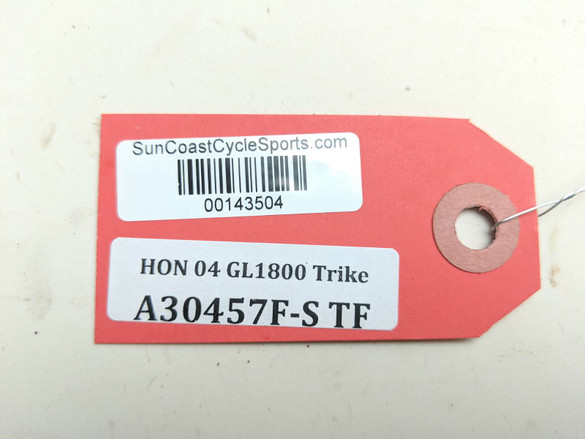 SunCoastCycleSports.com
00143504
HON 04 GL1800 Trike
A30457F-S TF